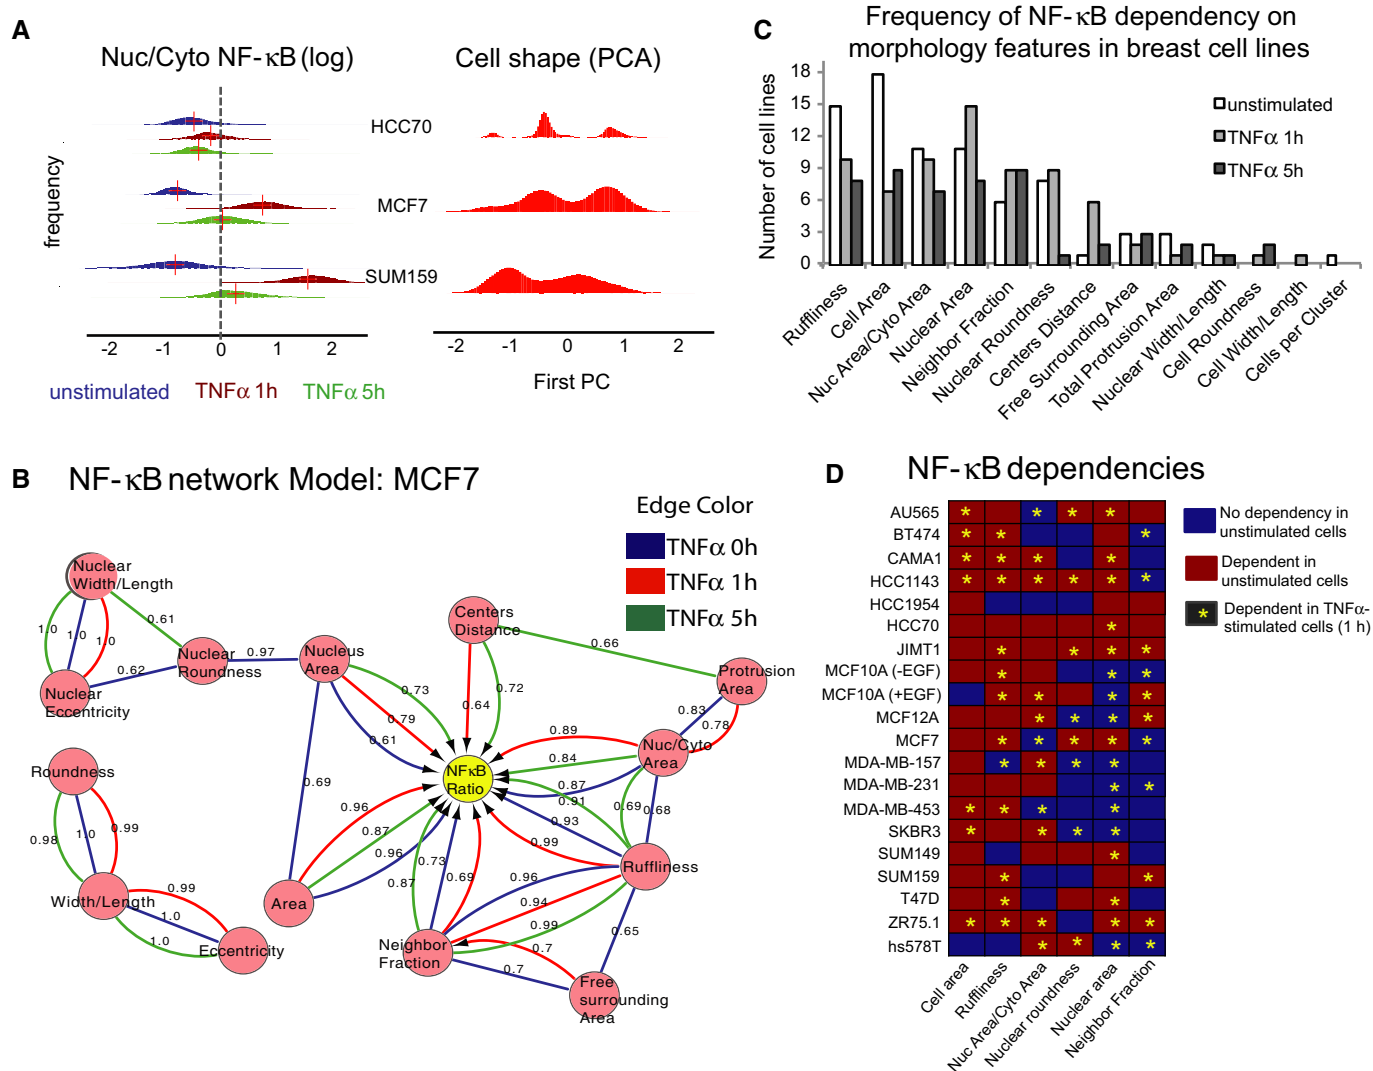 A
Nuc/Cyto NF-κB (log)
Cell shape (PCA)
frequency
HCC70
MCF7
SUM159
-2 -1 0 1 2
-2 -1 0 1 2
First PC
unstimulated TNFα 1h TNFα 5h
C
Frequency of NF-κB dependency on
morphology features in breast cell lines
Number of cell lines
18
15
12
9
6
3
0
unstimulated
TNFα 1h
TNFα 5h
Ruffliness
Cell Area
Nuc Area/Cyto Area
Nuclear Area
Neighbor Fraction
Nuclear Roundness
Centers Distance
Free Surrounding Area
Total Protrusion Area
Nuclear Width/Length
Cell Roundness
Cell Width/Length
Cells per Cluster
B
NF-κB network Model: MCF7
Edge Color
TNFα 0h
TNFα 1h
TNFα 5h
Nuclear
Width/Length
Nuclear
Eccentricity
Nuclear
Roundness
Nucleus
Area
Centers
Distance
Protrusion
Area
Nuc/Cyto
Area
NFκB
Ratio
Roundness
Width/Length
Eccentricity
Area
Neighbor
Fraction
Ruffliness
Free
surrounding
Area
1.0
1.0
1.0
0.61
0.62
0.97
0.73
0.79
0.61
0.69
0.64
0.72
0.66
0.83
0.78
0.89
0.84
0.87
0.91
0.93
0.99
0.69
0.68
0.96
0.87
0.96
0.87
0.73
0.69
0.96
0.94
0.99
0.7
0.7
0.65
0.98
1.0
0.99
0.99
1.0
1.0
D
NF-κB dependencies
AU565
BT474
CAMA1
HCC1143
HCC1954
HCC70
JIMT1
MCF10A (-EGF)
MCF10A (+EGF)
MCF12A
MCF7
MDA-MB-157
MDA-MB-231
MDA-MB-453
SKBR3
SUM149
SUM159
T47D
ZR75.1
hs578T
Cell area
Ruffliness
Nuc Area/Cyto Area
Nuclear roundness
Nuclear area
Neighbor Fraction
No dependency in
unstimulated cells
Dependent in
unstimulated cells
* Dependent in TNFα-
stimulated cells (1 h)